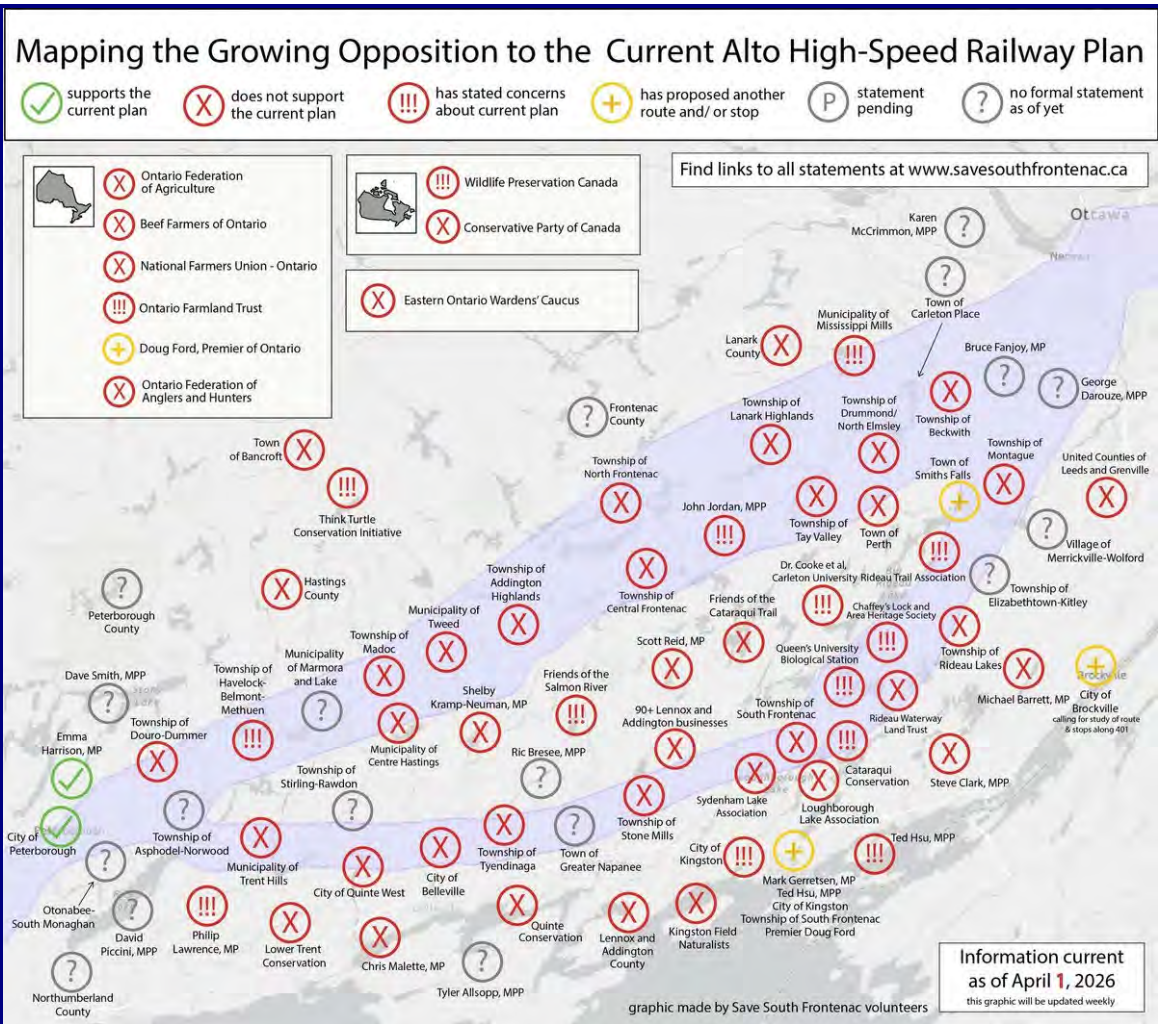 Mapping the Growing Opposition to the Current Alto High-Speed Railway Plan
supports the
current plan
X
does not support
the current plan
!!!
has stated concerns
about current plan
+
has proposed another
route and/ or stop
P
statement
pending
?
no formal statement
as of yet
X
Ontario Federation
of Agriculture
X
Beef Farmers of Ontario
X
National Farmers Union - Ontario
!!!
Ontario Farmland Trust
+
Doug Ford, Premier of Ontario
X
Ontario Federation of
Anglers and Hunters
!!!
Wildlife Preservation Canada
X
Conservative Party of Canada
X
Eastern Ontario Wardens' Caucus
Find links to all statements at www.savesouthfrontenac.ca
Karen
McCrimmon, MPP
?
Ottawa
Nepean
?
Town of
Carleton Place
Lanark
County
X
Municipality of
Mississippi Mills
!!!
Bruce Fanjoy, MP
?
?
George
Darouze, MPP
?
Frontenac
County
Township of
Lanark Highlands
X
Township of
Drummond/
North Elmsley
X
X
Township of
Beckwith
Town
of Bancroft
X
!!!
Think Turtle
Conservation Initiative
Township of
North Frontenac
X
John Jordan, MPP
!!!
X
Township of
Tay Valley
X
Town of
Perth
Town of
Smiths Falls
+
Township of
Montague
X
United Counties of
Leeds and Grenville
X
?
Village of
Merrickville-Wolford
!!!
Rideau Trail Association
?
Township of
Elizabethtown-Kitley
?
Peterborough
County
X
Hastings
County
Township of
Addington
Highlands
X
X
Township of
Central Frontenac
Dr. Cooke et al,
Carleton University
!!!
Friends of the
Cataraqui Trail
X
Chaffey's Lock and
Area Heritage Society
!!!
X
Township of
Rideau Lakes
Municipality of
Tweed
X
Township of
Madoc
X
Municipality
of Marmora
and Lake
?
Township of
Havelock-
Belmont-
Methuen
!!!
Dave Smith, MPP
?
Scott Reid, MP
X
Queen's University
Biological Station
!!!
X
Rideau Waterway
Land Trust
X
Michael Barrett, MP
+
Brockville
City of
Brockville
calling for study of route
& stops along 401
Emma
Harrison, MP
Township of
Douro-Dummer
X
X
Municipality of
Centre Hastings
Shelby
Kramp-Neuman, MP
X
Friends of the
Salmon River
!!!
90+ Lennox and
Addington businesses
X
Township of
South Frontenac
X
!!!
Cataraqui
Conservation
X
Steve Clark, MPP
Ric Bresee, MPP
?
X
Sydenham Lake
Association
X
Loughborough
Lake Association
City of
Peterborough
?
Township of
Asphodel-Norwood
Township of
Stirling-Rawdon
?
X
Municipality of
Trent Hills
X
City of Quinte West
X
City of
Belleville
X
Township of
Tyendinaga
?
Town of
Greater Napanee
X
Township of
Stone Mills
City of
Kingston
!!!
+
Mark Gerretsen, MP
Ted Hsu, MPP
City of Kingston
Township of South Frontenac
Premier Doug Ford
!!!
Ted Hsu, MPP
?
Otonabee-
South Monaghan
?
David
Piccini, MPP
!!!
Philip
Lawrence, MP
X
Lower Trent
Conservation
X
Chris Malette, MP
X
Quinte
Conservation
X
Lennox and
Addington
County
X
Kingston Field
Naturalists
?
Northumberland
County
?
Tyler Allsopp, MPP
Information current
as of April 1, 2026
this graphic will be updated weekly
graphic made by Save South Frontenac volunteers